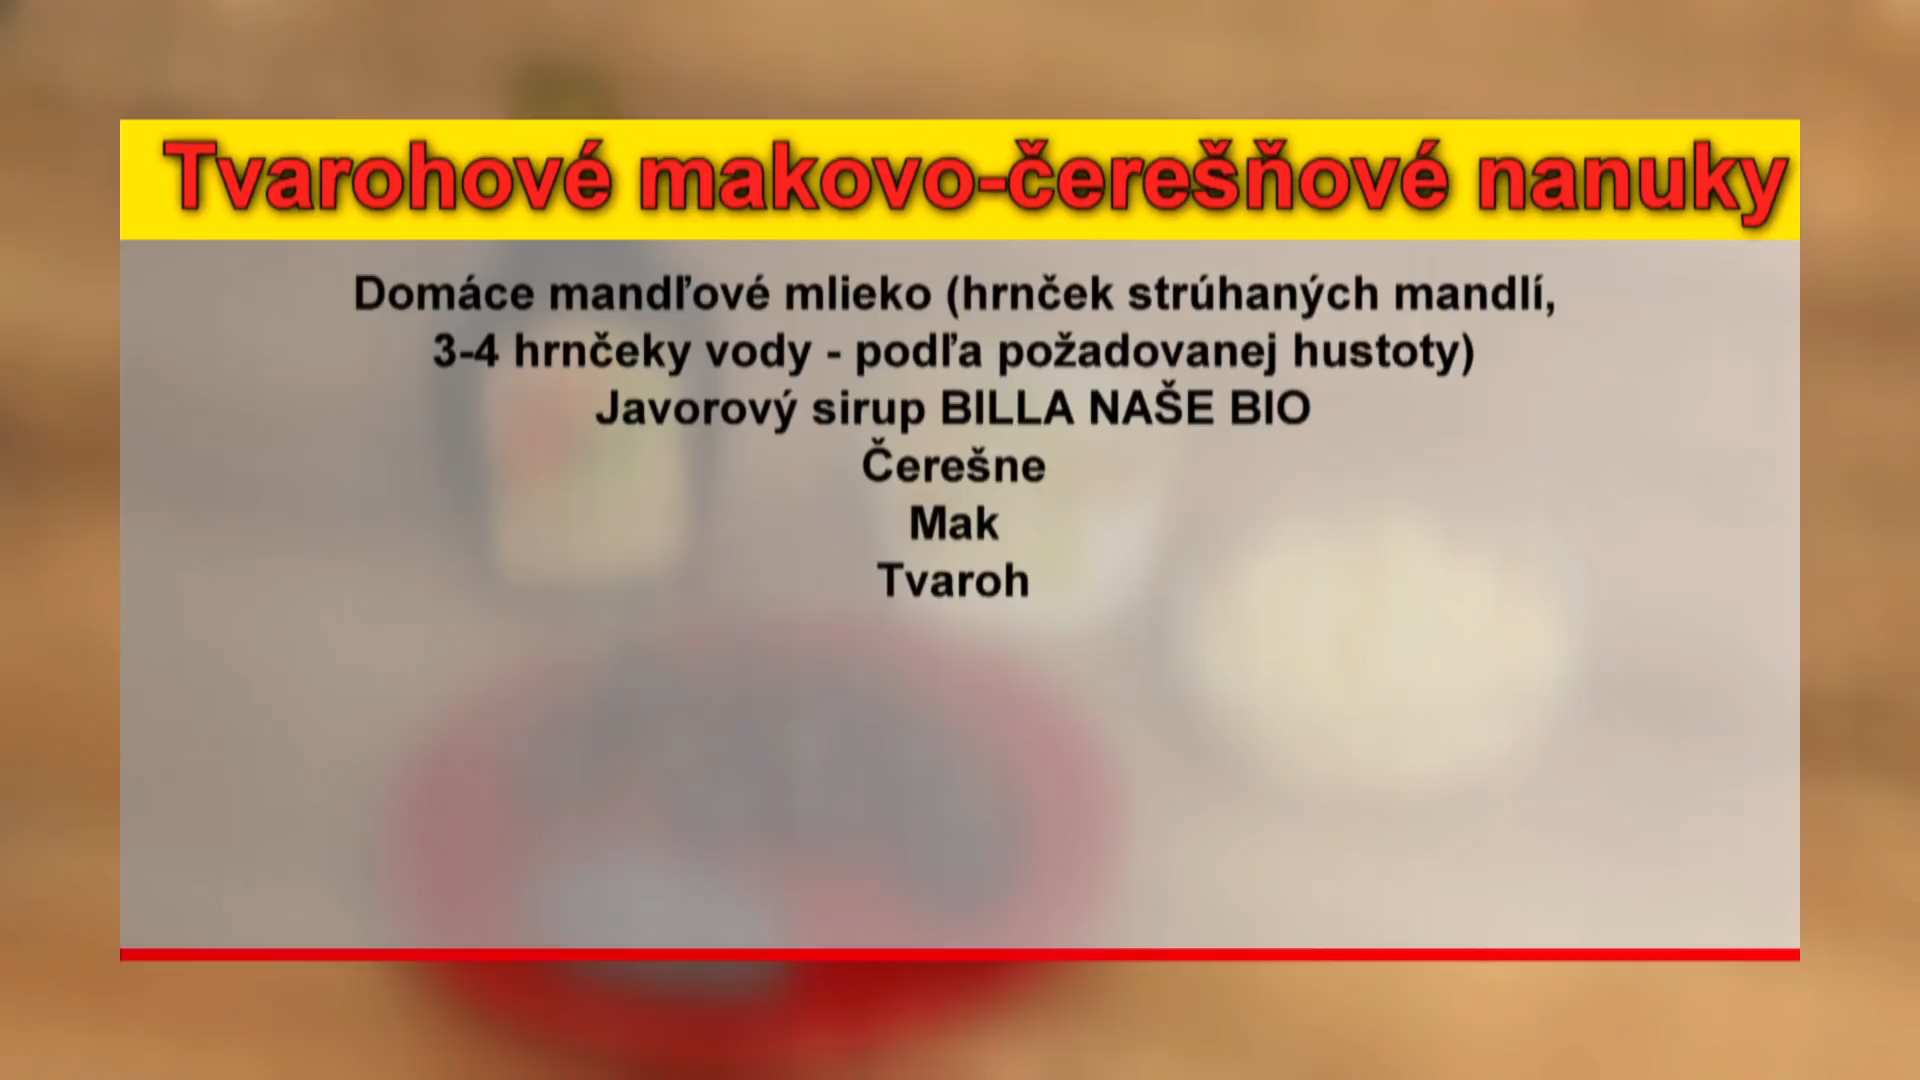 Tvarohové makovo-čerešňové nanuky
Domáce mandľové mlieko (hrnček strúhaných mandlí,
3-4 hrnčeky vody - podľa požadovanej hustoty)
Javorový sirup BILLA NAŠE BIO
Čerešne
Mak
Tvaroh